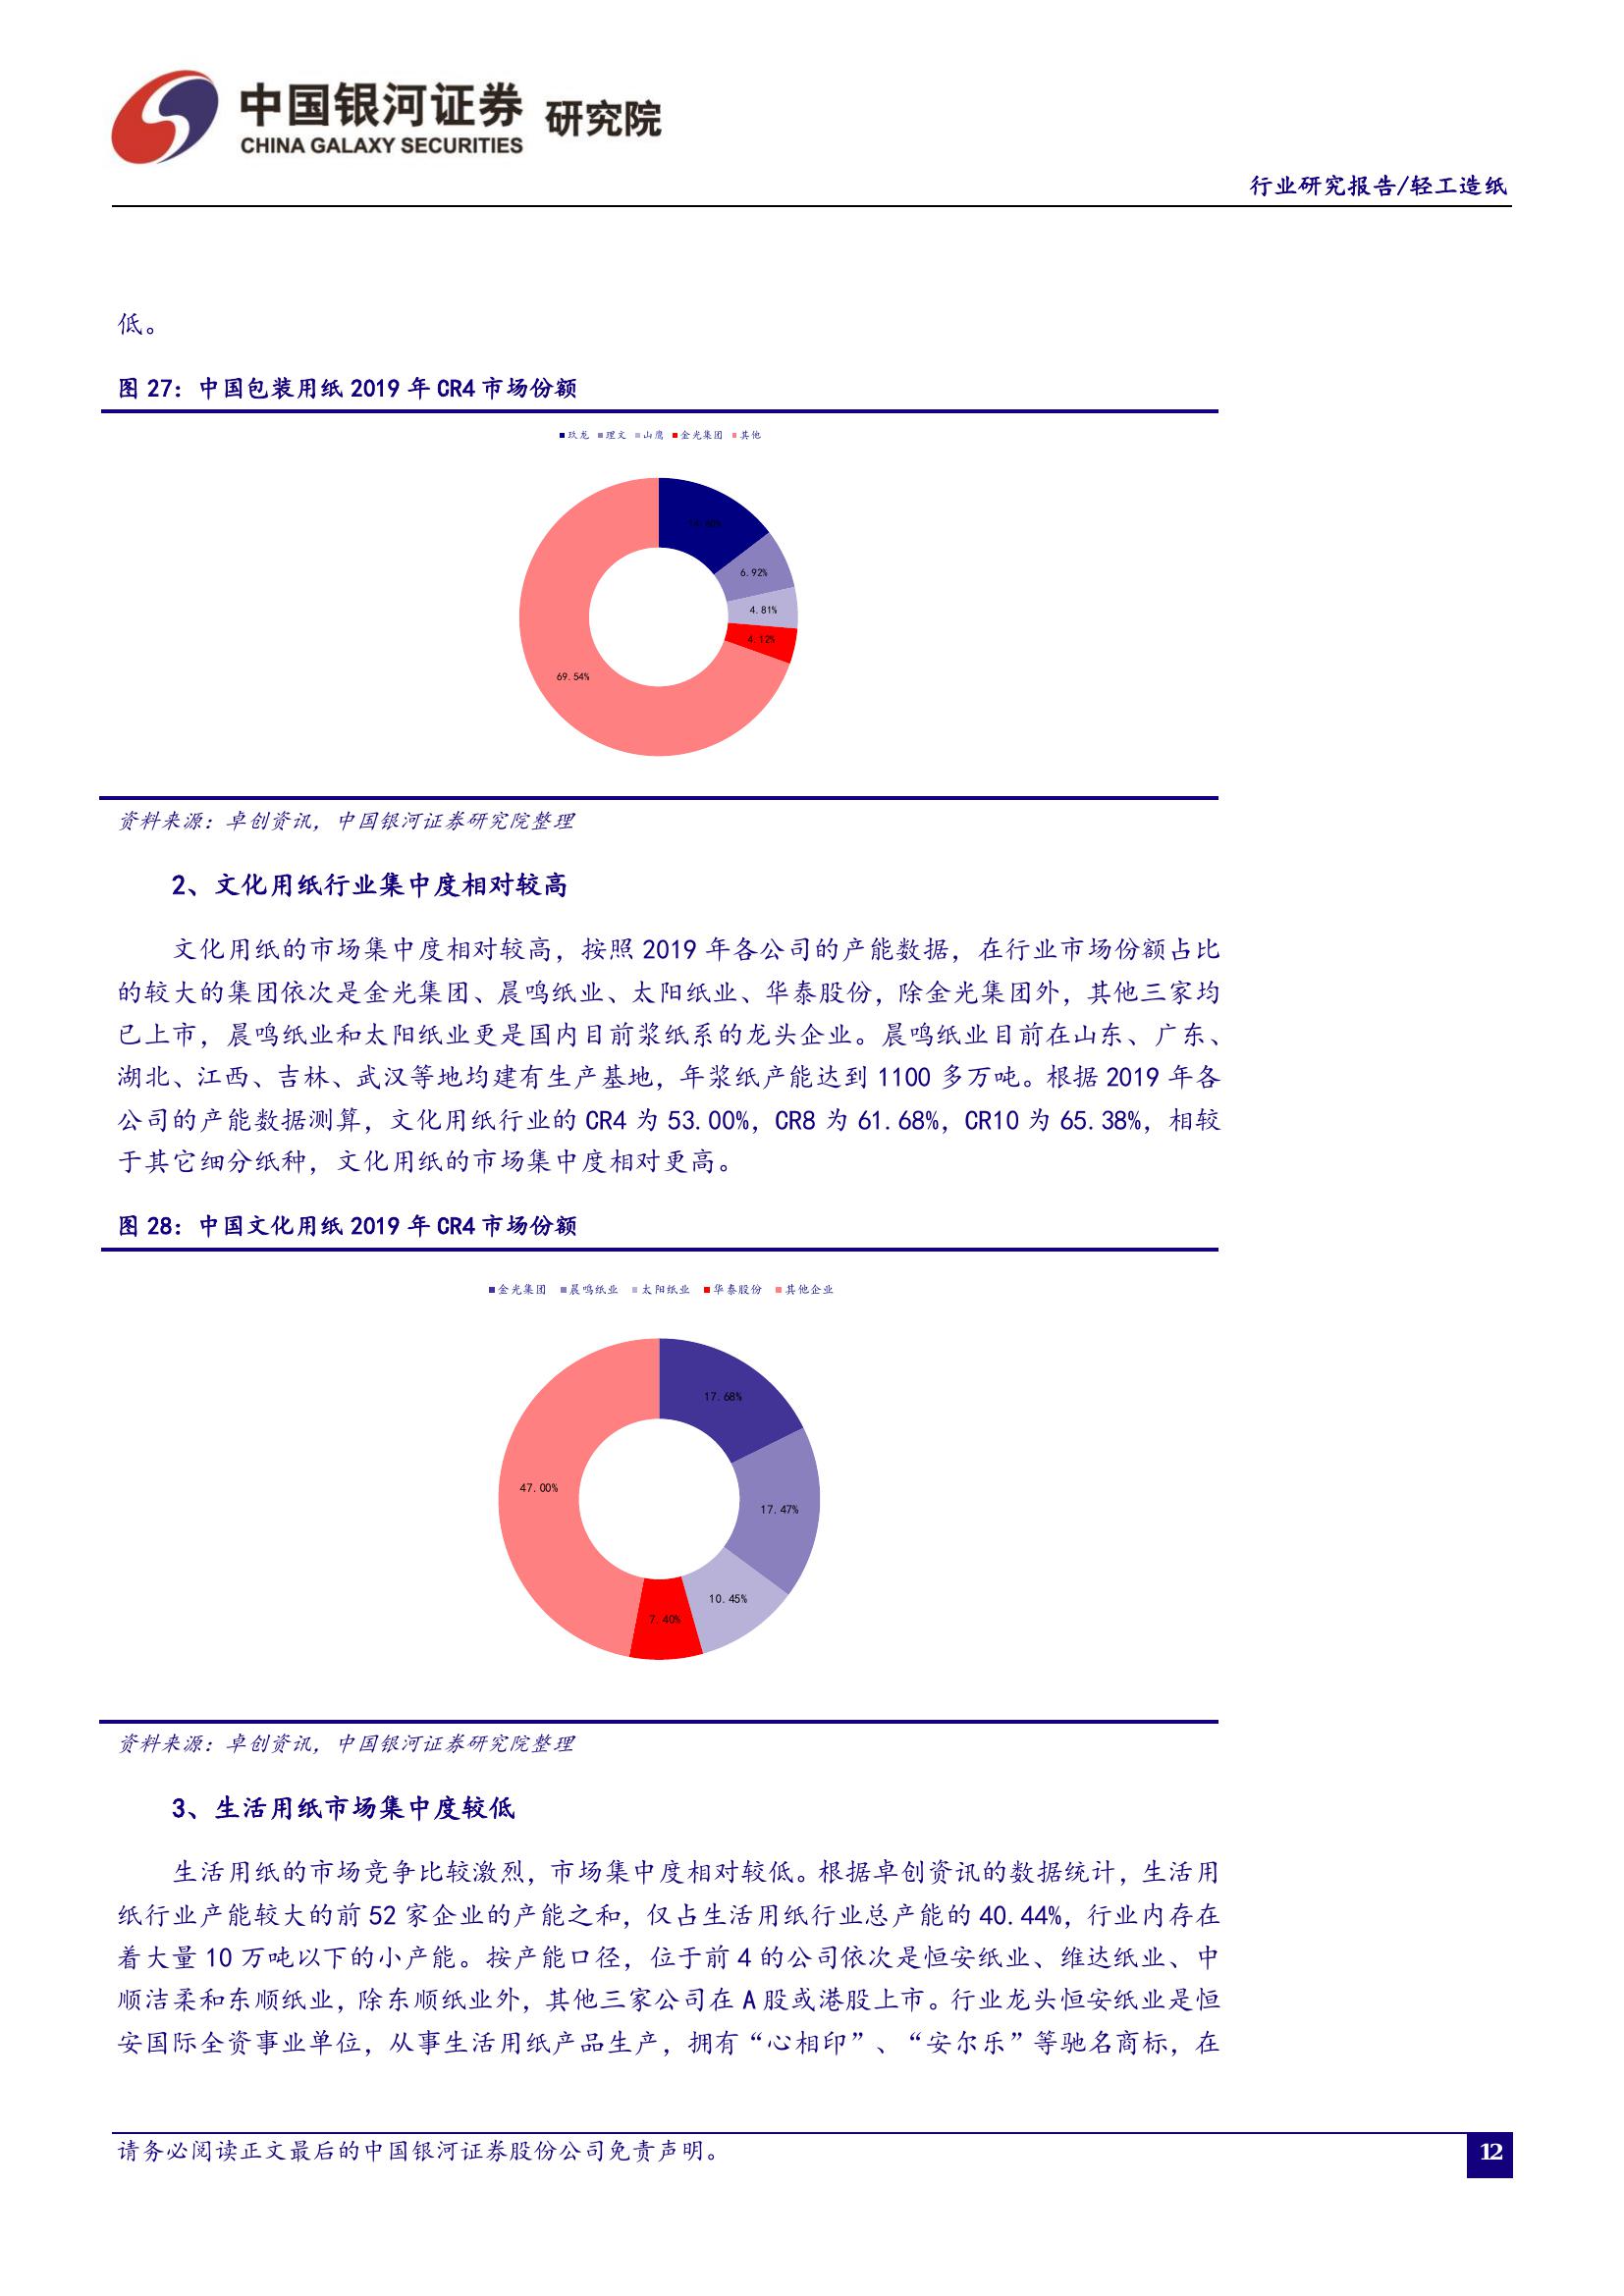 中国银河证券 研究院
CHINA GALAXY SECURITIES
行业研究报告/轻工造纸
低。
图 27：中国包装用纸 2019 年 CR4 市场份额
玖龙 理文 山鹰 金光集团 其他
6.92%
4.81%
4.12%
69.54%
资料来源：卓创资讯，中国银河证券研究院整理
2、文化用纸行业集中度相对较高
文化用纸的市场集中度相对较高，按照 2019 年各公司的产能数据，在行业市场份额占比
的较大的集团依次是金光集团、晨鸣纸业、太阳纸业、华泰股份，除金光集团外，其他三家均
已上市，晨鸣纸业和太阳纸业更是国内目前浆纸系的龙头企业。晨鸣纸业目前在山东、广东、
湖北、江西、吉林、武汉等地均建有生产基地，年浆纸产能达到 1100 多万吨。根据 2019 年各
公司的产能数据测算，文化用纸行业的 CR4 为 53.00%，CR8 为 61.68%，CR10 为 65.38%，相较
于其它细分纸种，文化用纸的市场集中度相对更高。
图 28：中国文化用纸 2019 年 CR4 市场份额
金光集团 晨鸣纸业 太阳纸业 华泰股份 其他企业
17.68%
47.00%
17.47%
10.45%
7.40%
资料来源：卓创资讯，中国银河证券研究院整理
3、生活用纸市场集中度较低
生活用纸的市场竞争比较激烈，市场集中度相对较低。根据卓创资讯的数据统计，生活用
纸行业产能较大的前 52 家企业的产能之和，仅占生活用纸行业总产能的 40.44%，行业内存在
着大量 10 万吨以下的小产能。按产能口径，位于前 4 的公司依次是恒安纸业、维达纸业、中
顺洁柔和东顺纸业，除东顺纸业外，其他三家公司在 A 股或港股上市。行业龙头恒安纸业是恒
安国际全资事业单位，从事生活用纸产品生产，拥有“心相印”、“安尔乐”等驰名商标，在
请务必阅读正文最后的中国银河证券股份公司免责声明。
12